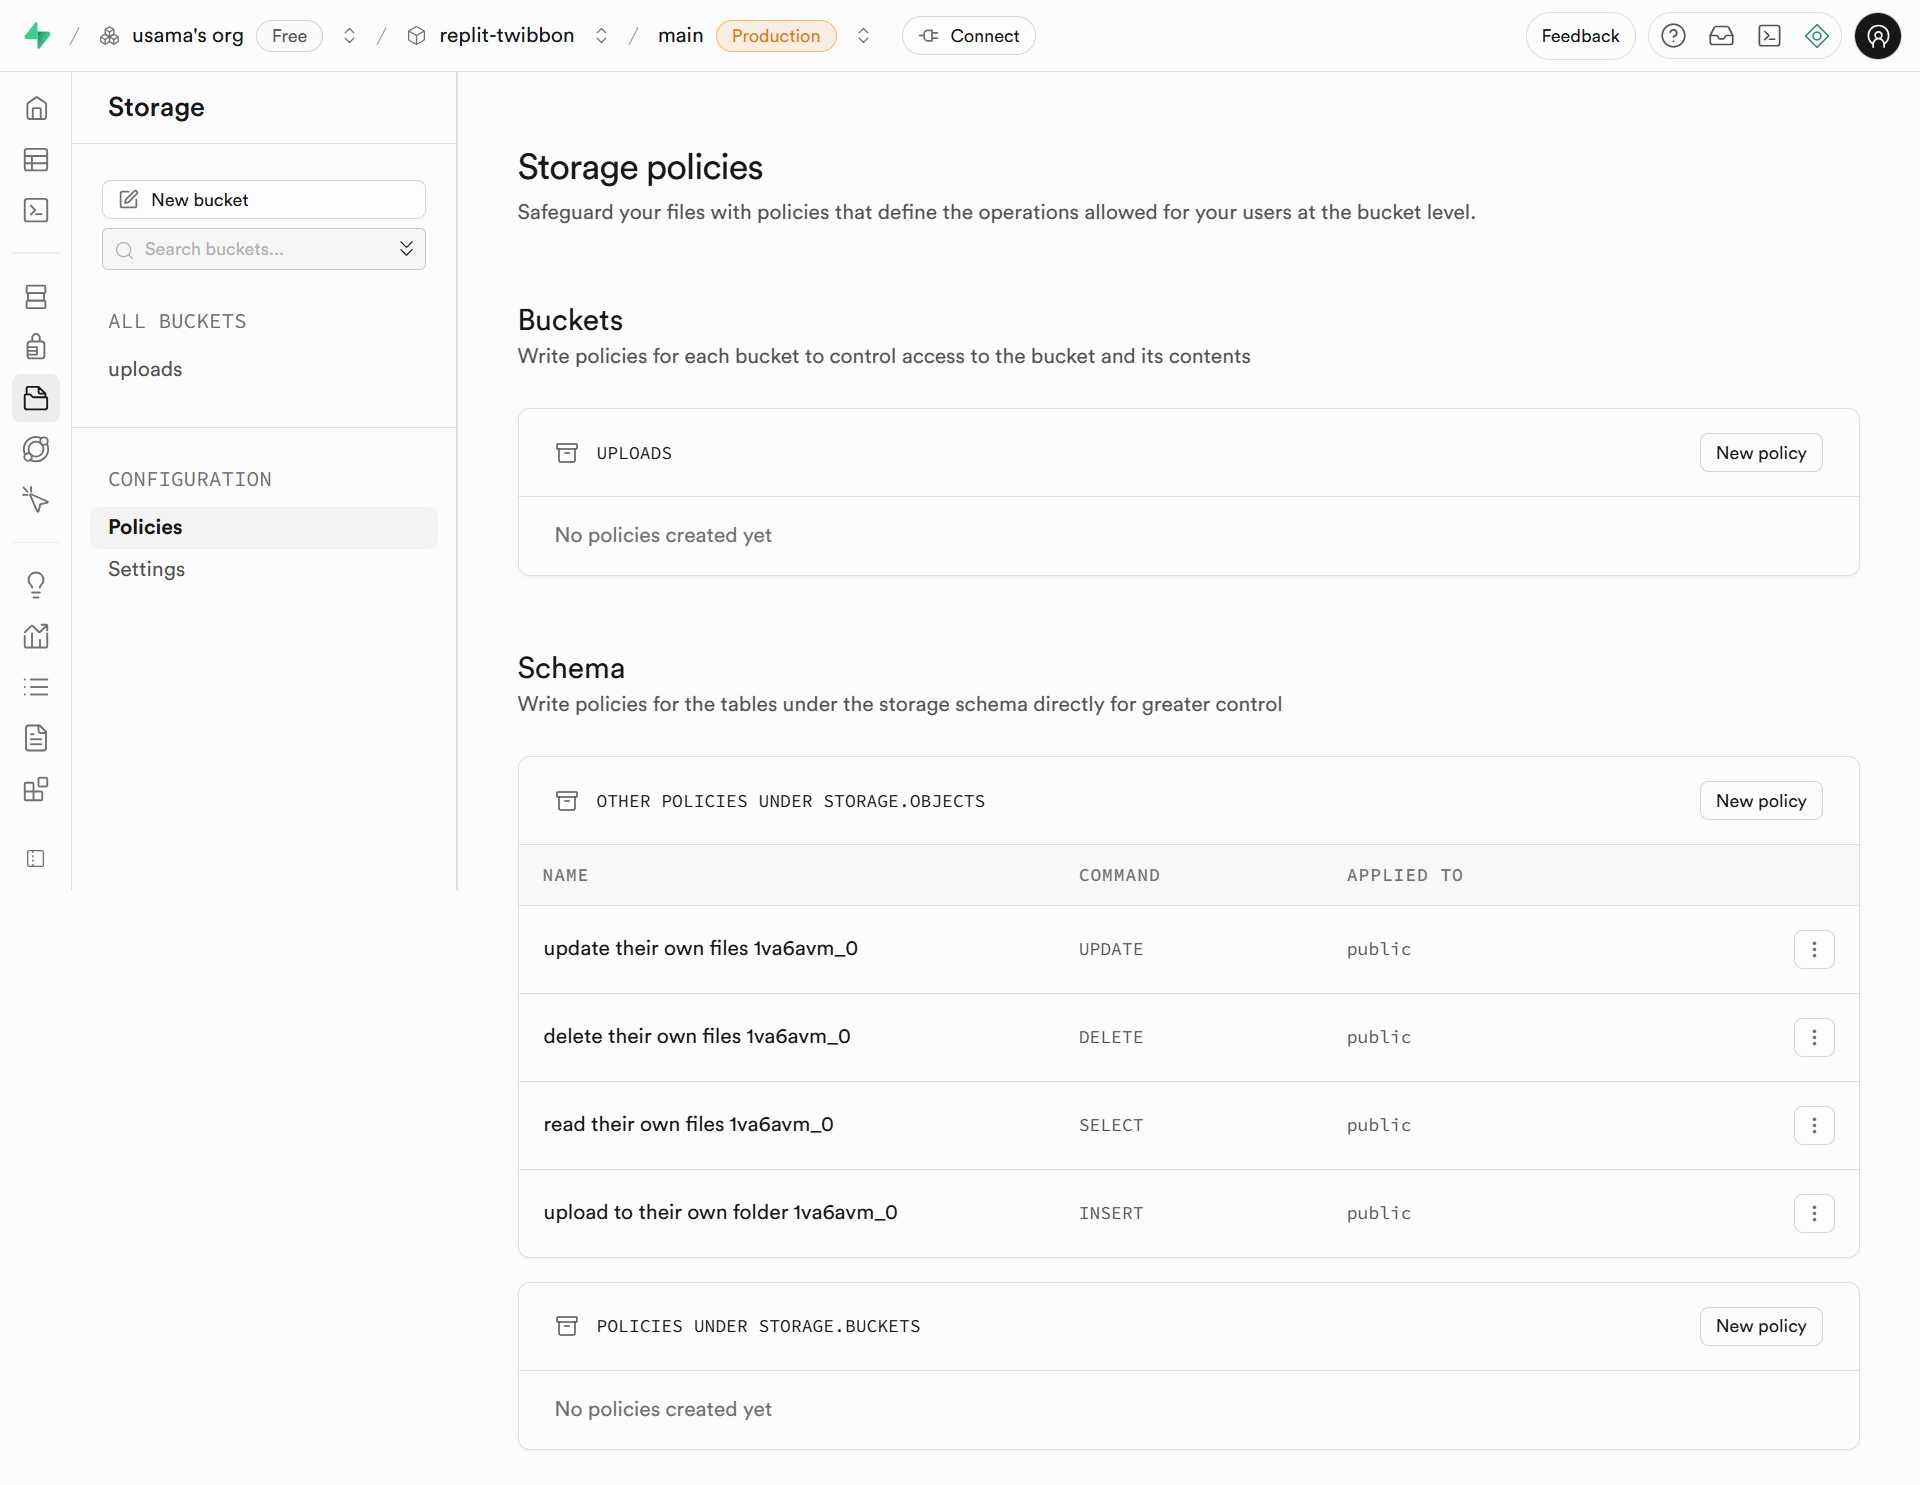 usama's org Free replit-twibbon main Production Connect Feedback
Storage
New bucket
Search buckets...
ALL BUCKETS
uploads
CONFIGURATION
Policies
Settings
Storage policies
Safeguard your files with policies that define the operations allowed for your users at the bucket level.
Buckets
Write policies for each bucket to control access to the bucket and its contents
UPLOADS New policy
No policies created yet
Schema
Write policies for the tables under the storage schema directly for greater control
OTHER POLICIES UNDER STORAGE.OBJECTS New policy
NAME COMMAND APPLIED TO
update their own files 1va6avm_0 UPDATE public
delete their own files 1va6avm_0 DELETE public
read their own files 1va6avm_0 SELECT public
upload to their own folder 1va6avm_0 INSERT public
POLICIES UNDER STORAGE.BUCKETS New policy
No policies created yet